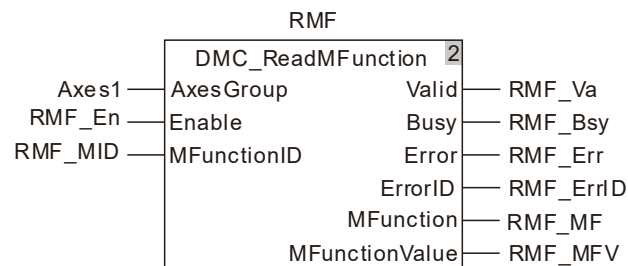 RMF
DMC_ReadMFunction 2
Axes1 AxesGroup Valid RMF_Va
RMF_En Enable Busy RMF_Bsy
RMF_MID MFunctionID Error RMF_Err
ErrorID RMF_ErrID
MFunction RMF_MF
MFunctionValue RMF_MFV